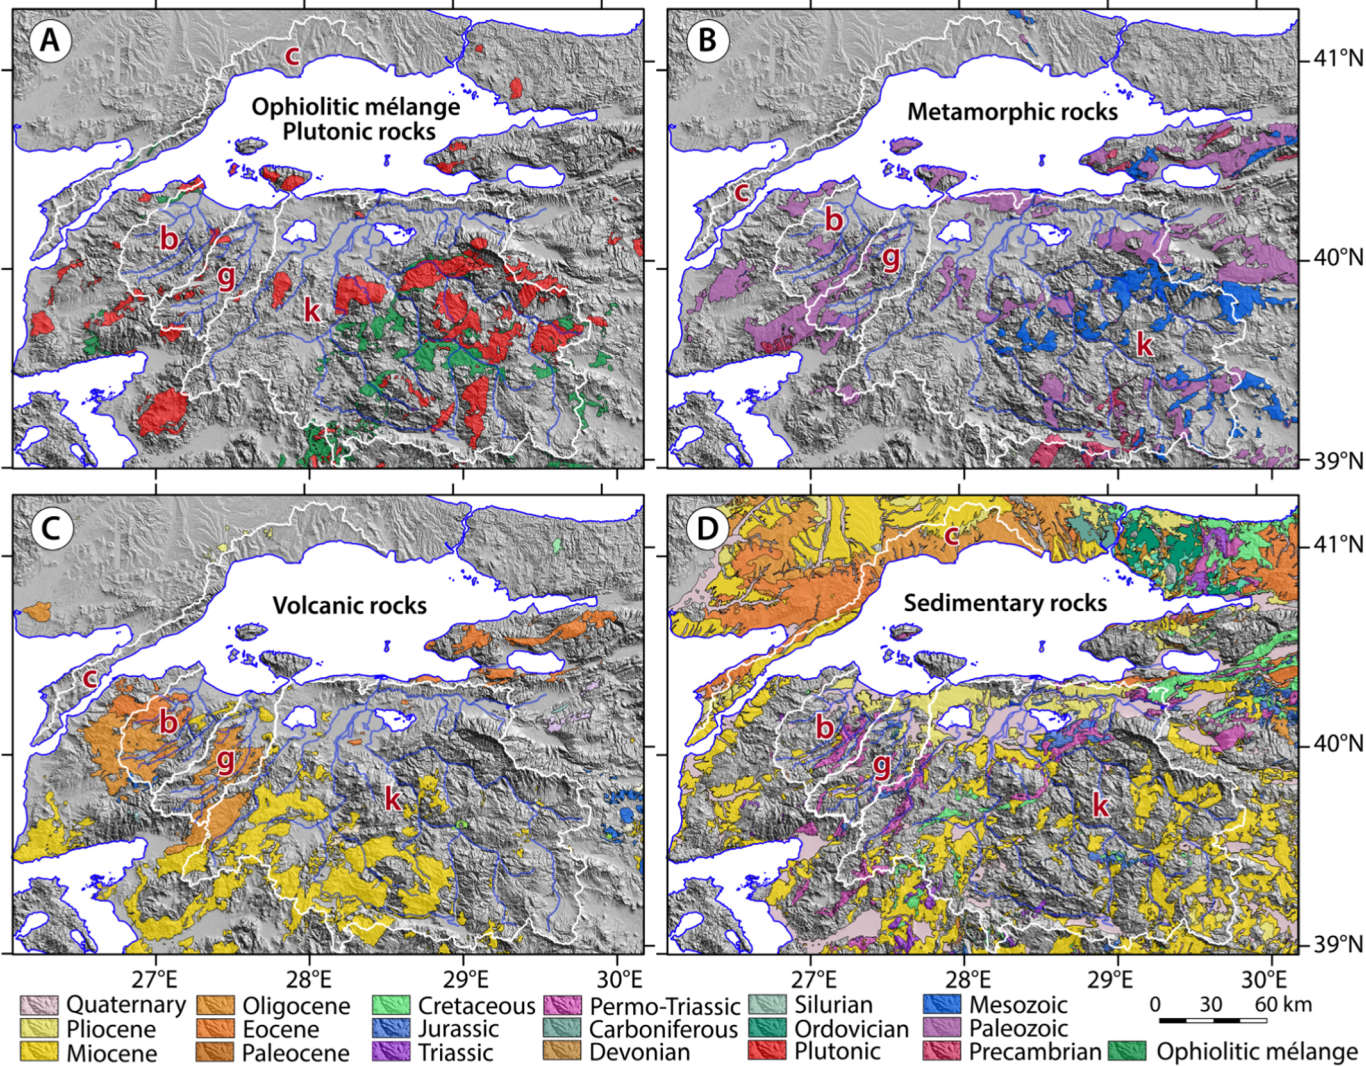 A
c
Ophiolitic mélange
Plutonic rocks
b
g
k
B
Metamorphic rocks
c
b
g
k
41°N
40°N
39°N
C
Volcanic rocks
c
b
g
k
D
c
Sedimentary rocks
b
g
k
41°N
40°N
39°N
27°E 28°E 29°E 30°E 27°E 28°E 29°E 30°E
Quaternary Oligocene Cretaceous Permo-Triassic Silurian Mesozoic 0 30 60 km
Pliocene Eocene Jurassic Carboniferous Ordovician Paleozoic
Miocene Paleocene Triassic Devonian Plutonic Precambrian Ophiolitic mélange